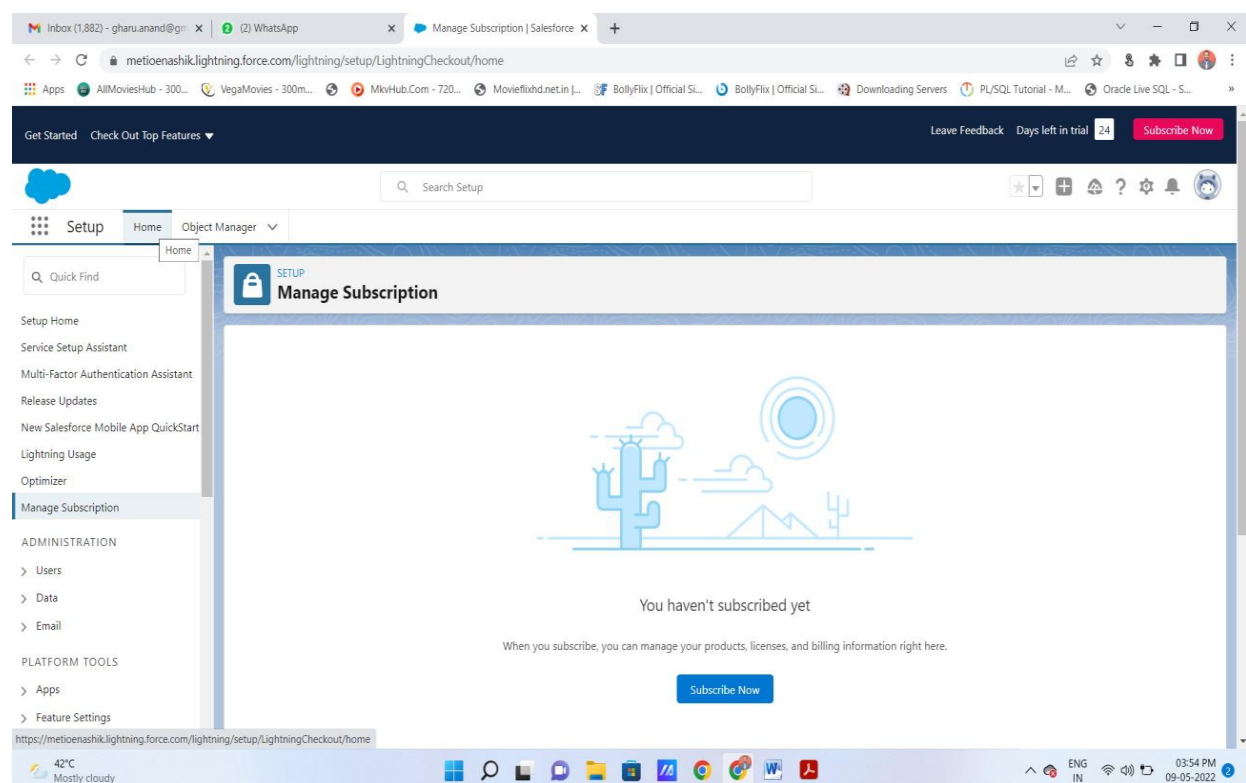 Inbox (1,882) - gharu.anand@gm
(2) WhatsApp
Manage Subscription | Salesforce
metioenashik.lightning.force.com/lightning/setup/LightningCheckout/home
Apps
AllMoviesHub - 300...
VegaMovies - 300m...
MkvHub.Com - 720...
Movieflixhd.net.in |...
BollyFlix | Official Si...
BollyFlix | Official Si...
Downloading Servers
PL/SQL Tutorial - M...
Oracle Live SQL - S...
»
Get Started Check Out Top Features
Leave Feedback Days left in trial 24 Subscribe Now
Search Setup
Setup Home Object Manager
Home
Quick Find
SETUP
Manage Subscription
Setup Home
Service Setup Assistant
Multi-Factor Authentication Assistant
Release Updates
New Salesforce Mobile App QuickStart
Lightning Usage
Optimizer
Manage Subscription
ADMINISTRATION
Users
Data
Email
PLATFORM TOOLS
Apps
Feature Settings
You haven't subscribed yet
When you subscribe, you can manage your products, licenses, and billing information right here.
Subscribe Now
https://metioenashik.lightning.force.com/lightning/setup/LightningCheckout/home
42°C
Mostly cloudy
ENG
IN
03:54 PM
09-05-2022
2